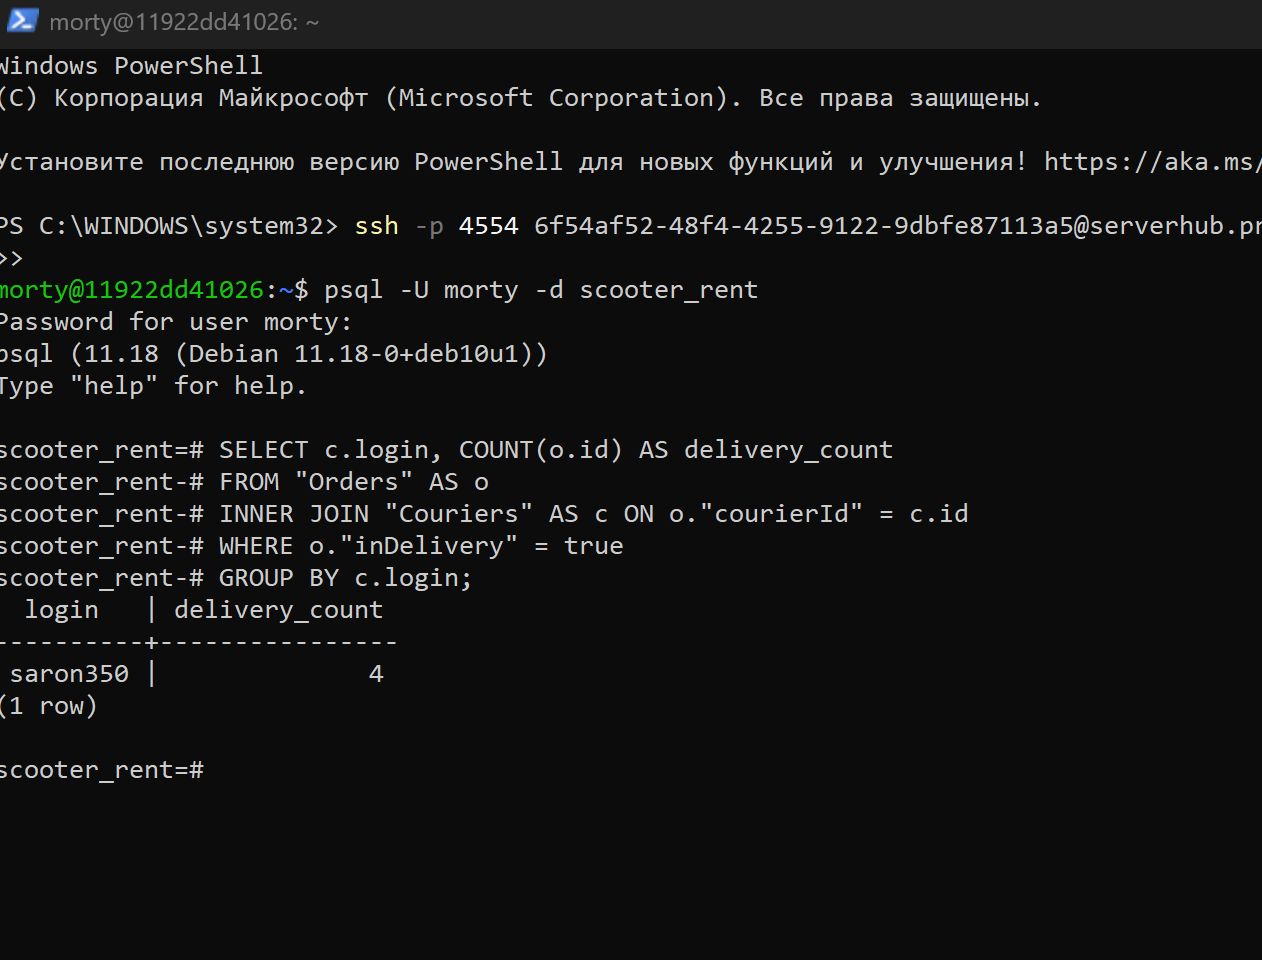 morty@11922dd41026: ~
Windows PowerShell
(C) Корпорация Майкрософт (Microsoft Corporation). Все права защищены.
Установите последнюю версию PowerShell для новых функций и улучшения! https://aka.ms/
PS C:\WINDOWS\system32> ssh -p 4554 6f54af52-48f4-4255-9122-9dbfe87113a5@serverhub.pr
>>
morty@11922dd41026:~$ psql -U morty -d scooter_rent
Password for user morty:
psql (11.18 (Debian 11.18-0+deb10u1))
Type "help" for help.
scooter_rent=# SELECT c.login, COUNT(o.id) AS delivery_count
scooter_rent-# FROM "Orders" AS o
scooter_rent-# INNER JOIN "Couriers" AS c ON o."courierId" = c.id
scooter_rent-# WHERE o."inDelivery" = true
scooter_rent-# GROUP BY c.login;
login | delivery_count
----------+----------------
saron350 | 4
(1 row)
scooter_rent=#